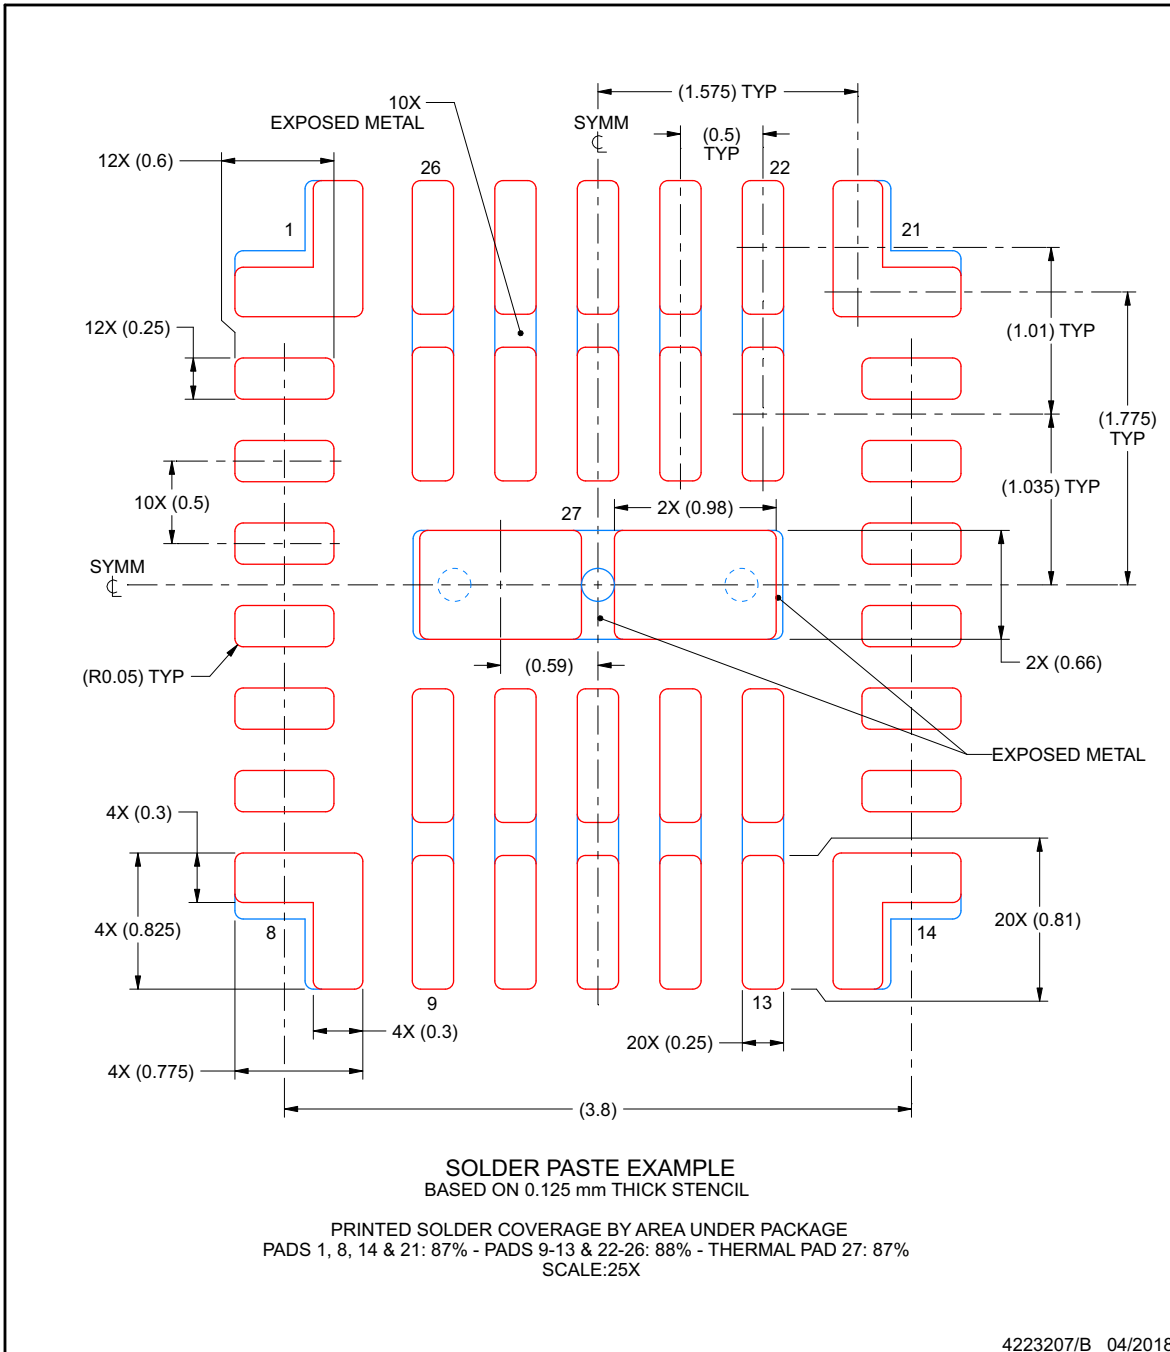 (1.575) TYP
10X
EXPOSED METAL
SYMM
℄
(0.5)
TYP
12X (0.6)
26
22
1
21
12X (0.25)
(1.01) TYP
(1.775)
TYP
10X (0.5)
(1.035) TYP
27
2X (0.98)
SYMM
℄
(0.59)
2X (0.66)
(R0.05) TYP
EXPOSED METAL
4X (0.3)
4X (0.825)
8
14
20X (0.81)
9
13
4X (0.3)
20X (0.25)
4X (0.775)
(3.8)
SOLDER PASTE EXAMPLE
BASED ON 0.125 mm THICK STENCIL
PRINTED SOLDER COVERAGE BY AREA UNDER PACKAGE
PADS 1, 8, 14 & 21: 87% - PADS 9-13 & 22-26: 88% - THERMAL PAD 27: 87%
SCALE:25X
4223207/B 04/2018